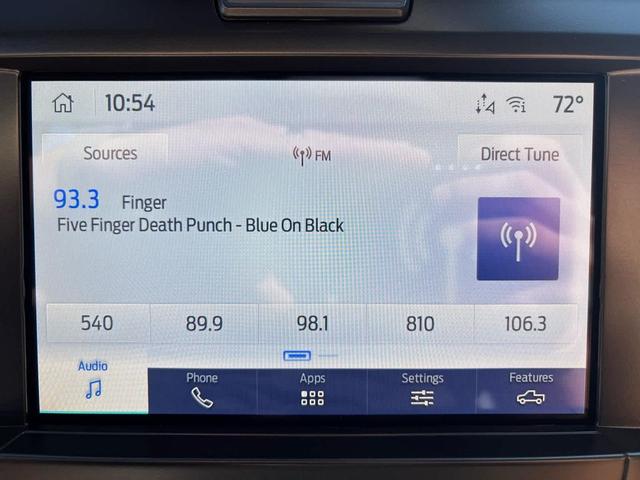 10:54 72°
Sources FM Direct Tune
93.3 Finger
Five Finger Death Punch - Blue On Black
540 89.9 98.1 810 106.3
Audio Phone Apps Settings Features